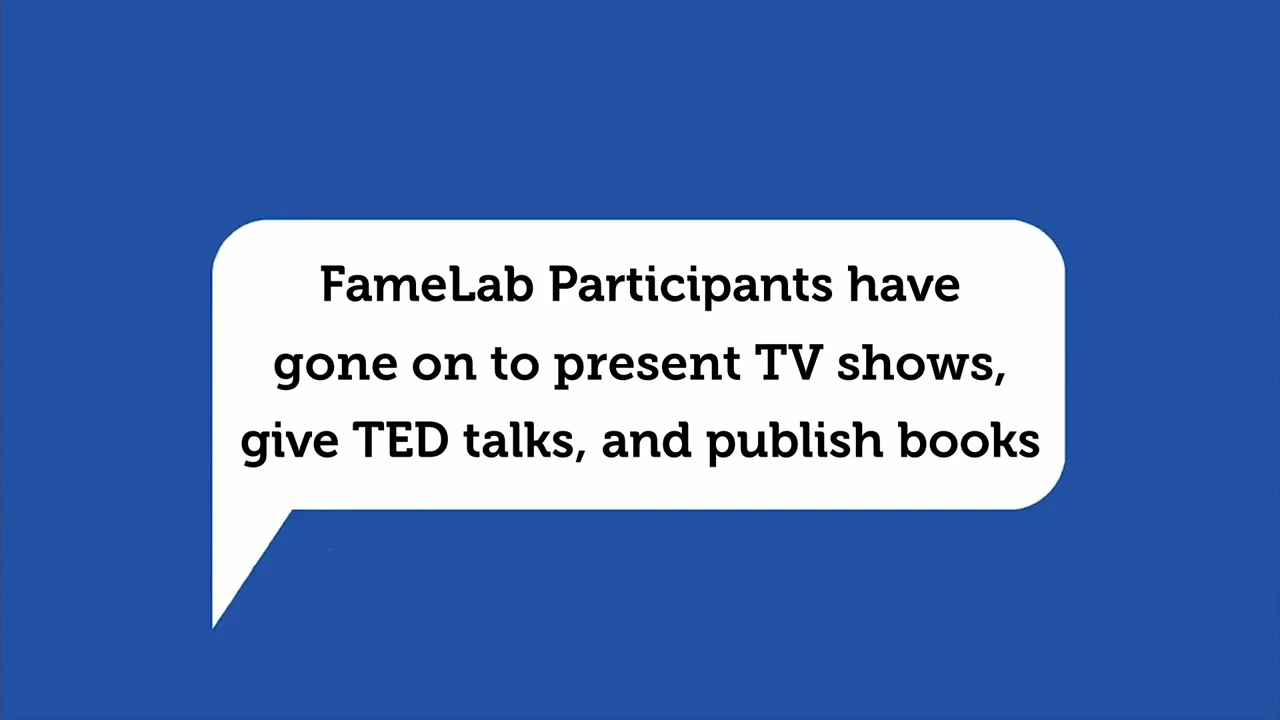 FameLab Participants have
gone on to present TV shows,
give TED talks, and publish books